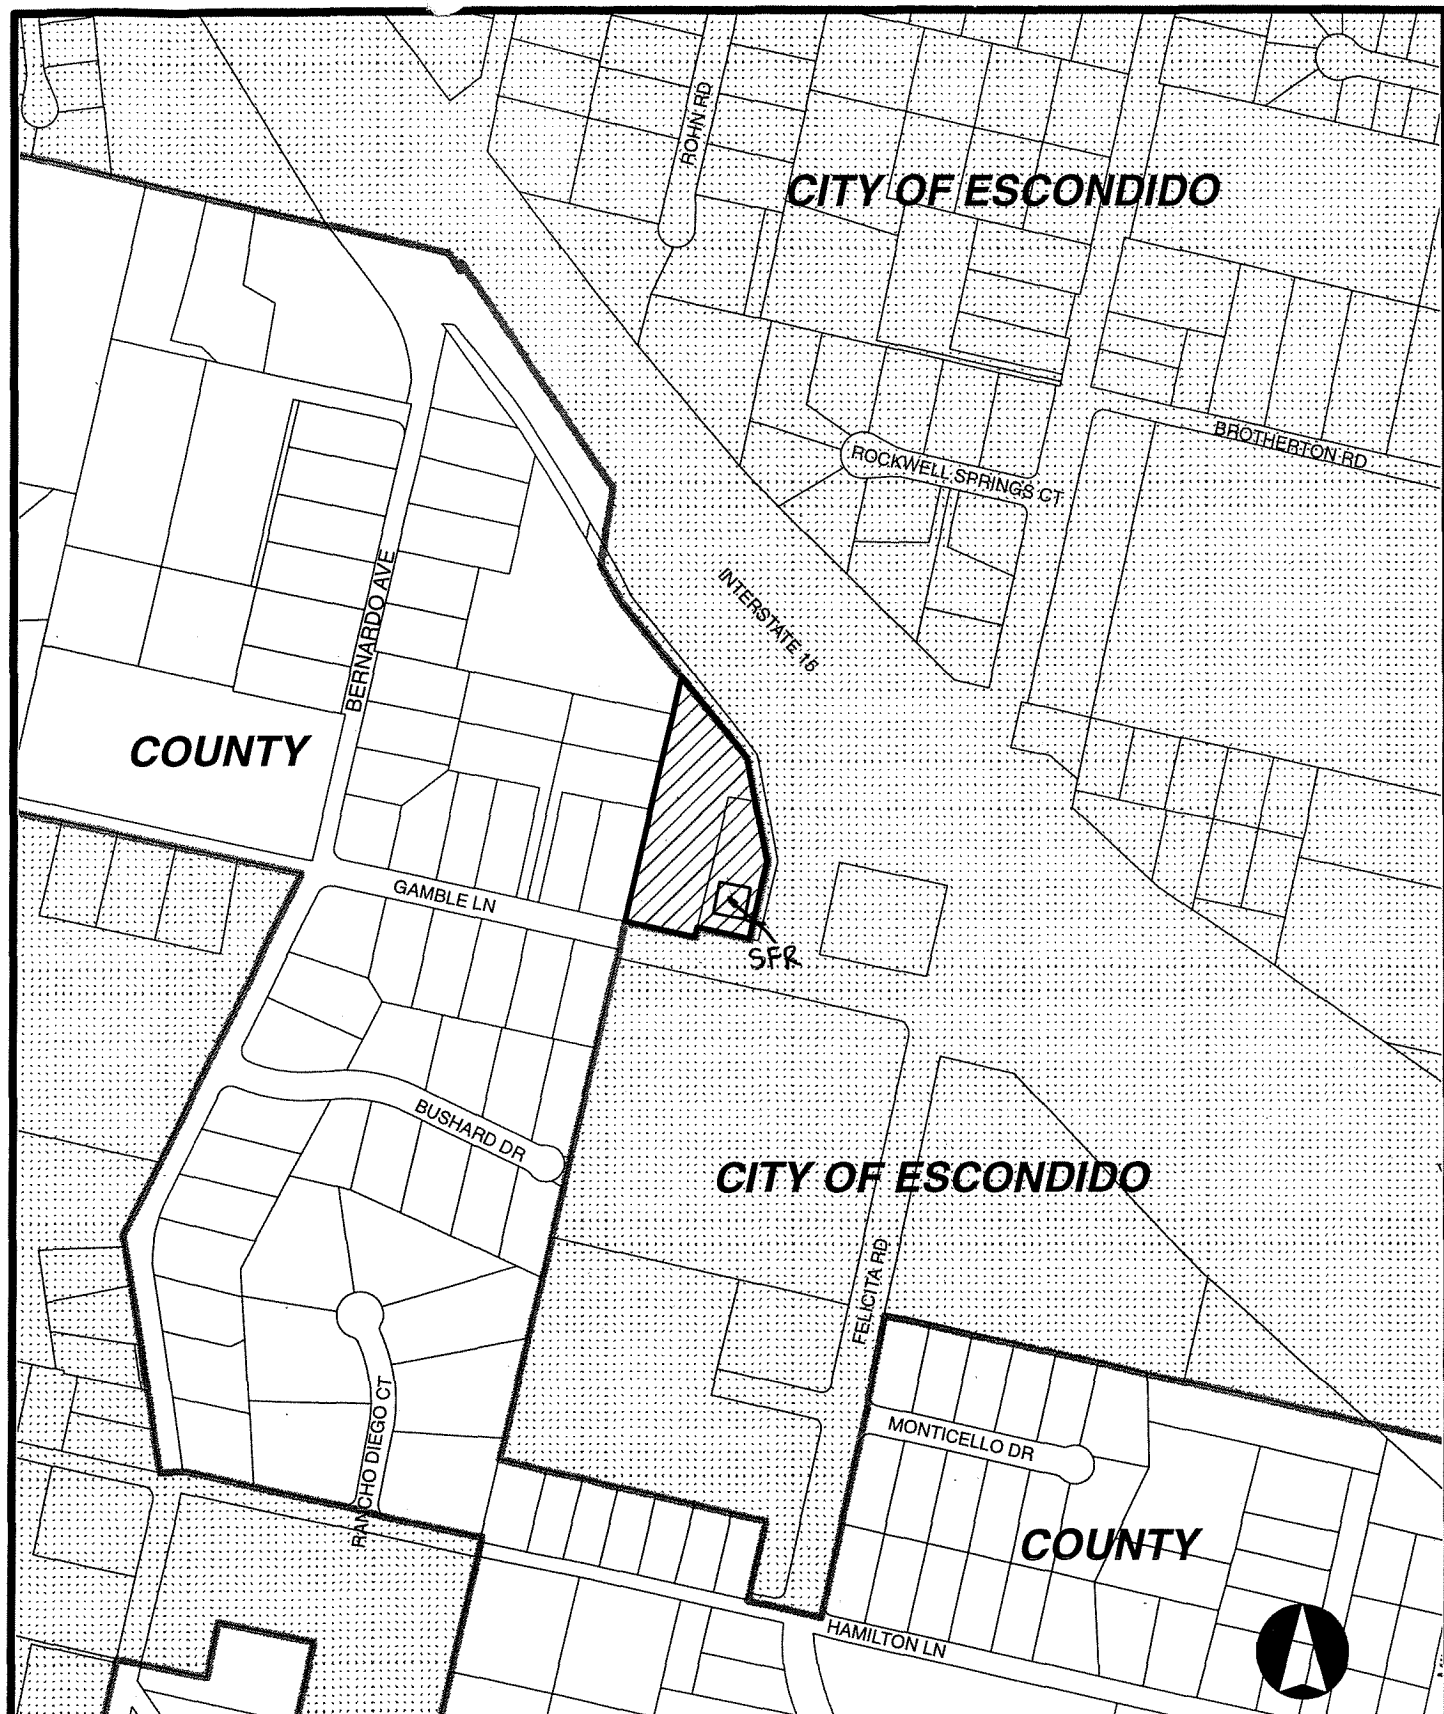 ROHN RD
CITY OF ESCONDIDO
BROTHERTON RD
ROCKWELL SPRINGS CT
INTERSTATE 15
BERNARDO AVE
COUNTY
GAMBLE LN
SFR
BUSHARD DR
CITY OF ESCONDIDO
FELICITA RD
RANCHO DIEGO CT
MONTICELLO DR
COUNTY
HAMILTON LN